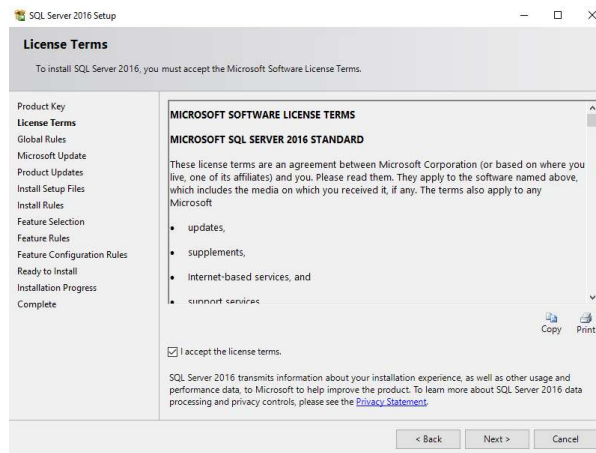 SQL Server 2016 Setup
License Terms
To install SQL Server 2016, you must accept the Microsoft Software License Terms.
Product Key
License Terms
Global Rules
Microsoft Update
Product Updates
Install Setup Files
Install Rules
Feature Selection
Feature Rules
Feature Configuration Rules
Ready to Install
Installation Progress
Complete
MICROSOFT SOFTWARE LICENSE TERMS
MICROSOFT SQL SERVER 2016 STANDARD
These license terms are an agreement between Microsoft Corporation (or based on where you
live, one of its affiliates) and you. Please read them. They apply to the software named above,
which includes the media on which you received it, if any. The terms also apply to any
Microsoft
• updates,
• supplements,
• Internet-based services, and
• support services
Copy
Print
I accept the license terms.
SQL Server 2016 transmits information about your installation experience, as well as other usage and
performance data, to Microsoft to help improve the product. To learn more about SQL Server 2016 data
processing and privacy controls, please see the Privacy Statement.
< Back
Next >
Cancel